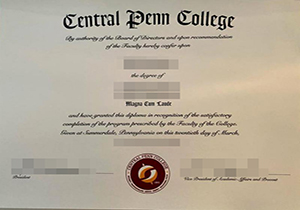 Central Penn College
By authority of the Board of Directors and upon recommendation
of the Faculty hereby confer upon
the degree of
Magna Cum Laude
and have granted this diploma in recognition of the satisfactory
completion of the program prescribed by the Faculty of the College.
Given at Summerdale, Pennsylvania on this twentieth day of March,
CENTRAL PENN COLLEGE
President
Vice President of Academic Affairs and Provost